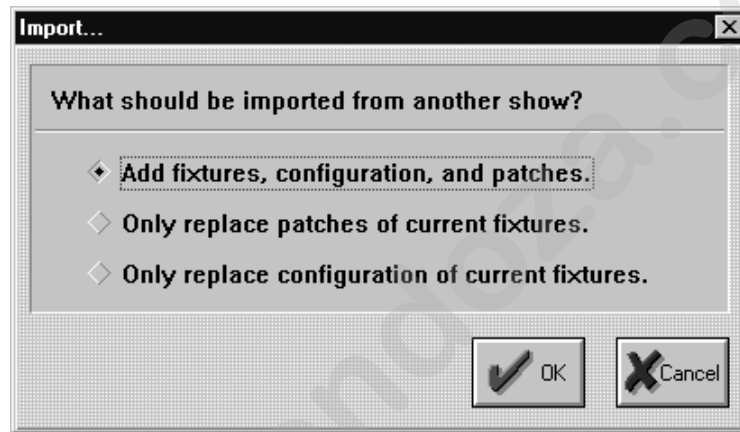 Import...
What should be imported from another show?
Add fixtures, configuration, and patches.
Only replace patches of current fixtures.
Only replace configuration of current fixtures.
OK
Cancel